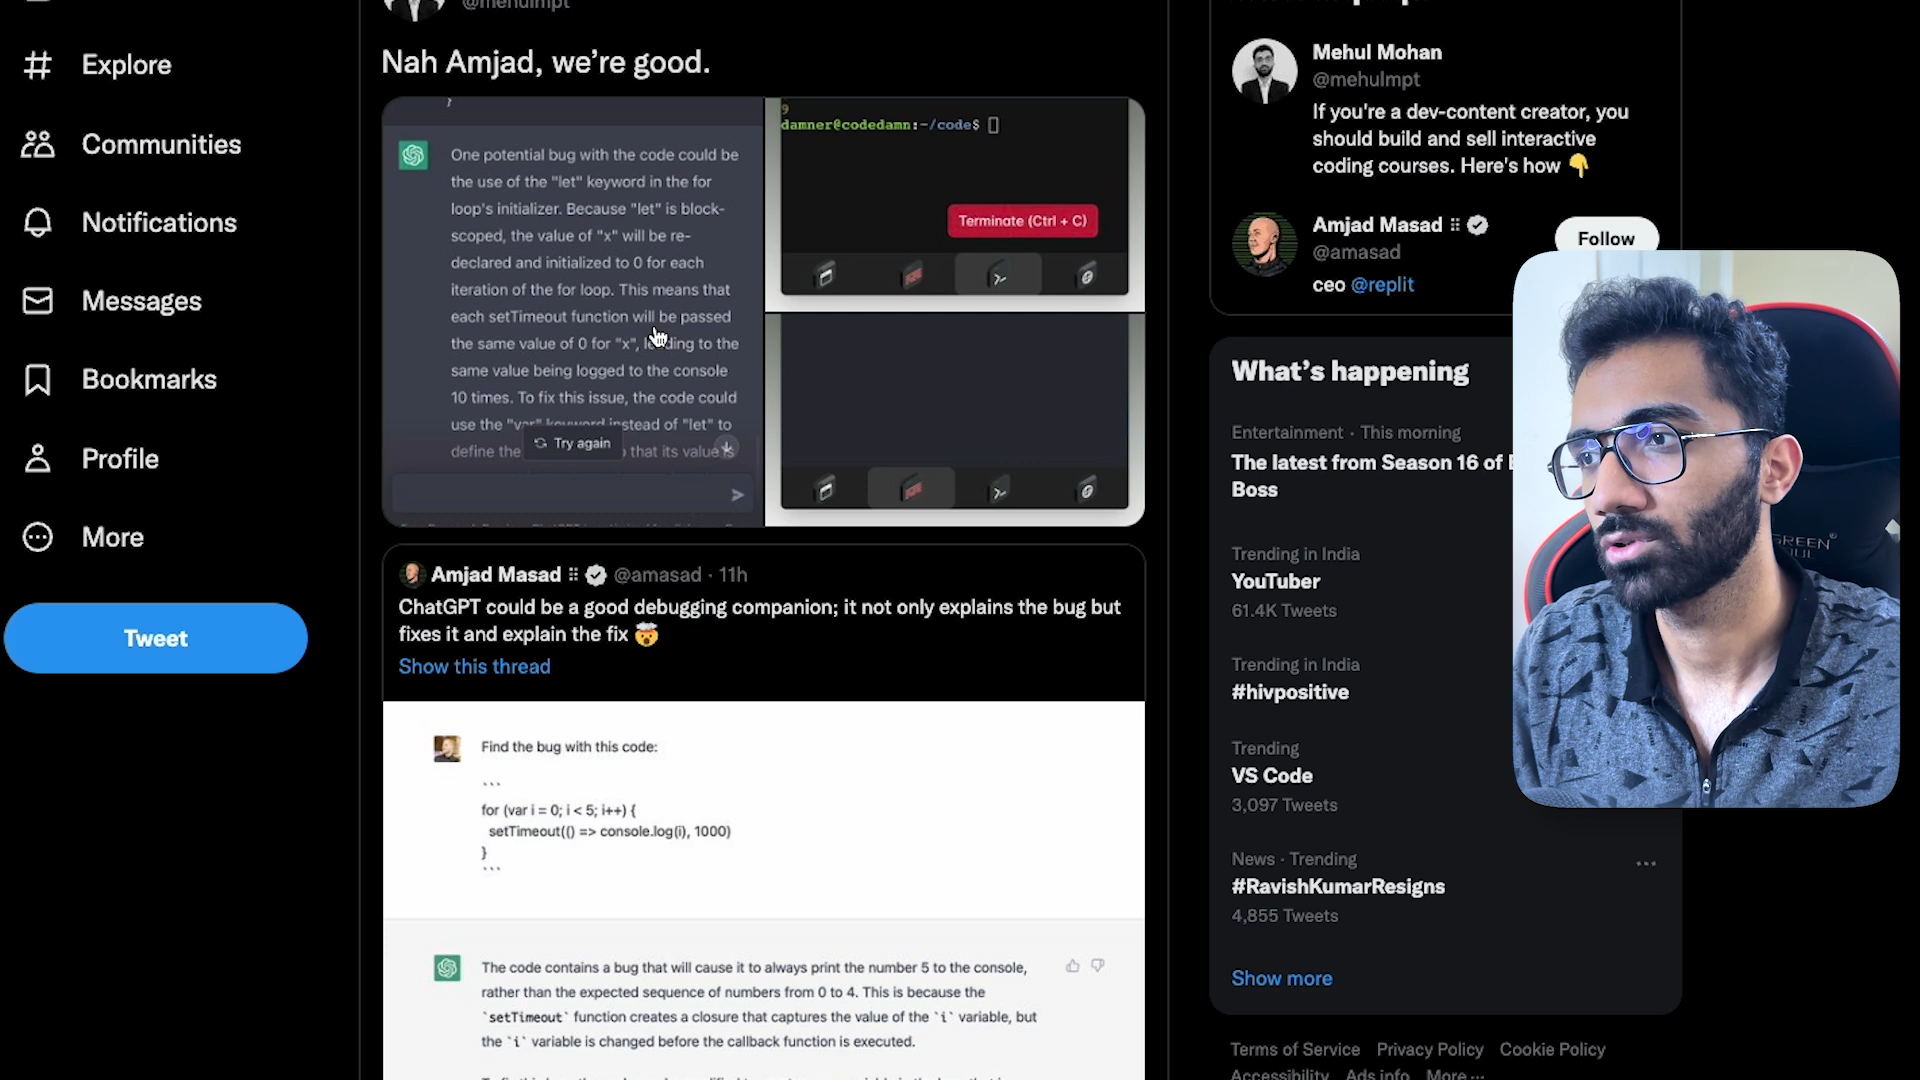 Explore
Communities
Notifications
Messages
Bookmarks
Profile
More
Tweet
@mehulmpt
Nah Amjad, we're good.
}
One potential bug with the code could be
the use of the "let" keyword in the for
loop's initializer. Because "let" is block-
scoped, the value of "x" will be re-
declared and initialized to 0 for each
iteration of the for loop. This means that
each setTimeout function will be passed
the same value of 0 for "x", leading to the
same value being logged to the console
10 times. To fix this issue, the code could
use the "var" keyword instead of "let" to
define the
that its value is
Try again
9
damner@codedamn:~/code$
Terminate (Ctrl + C)
Amjad Masad @amasad · 11h
ChatGPT could be a good debugging companion; it not only explains the bug but
fixes it and explain the fix 🤯
Show this thread
Find the bug with this code:
```
for (var i = 0; i < 5; i++) {
setTimeout(() => console.log(i), 1000)
}
```
The code contains a bug that will cause it to always print the number 5 to the console,
rather than the expected sequence of numbers from 0 to 4. This is because the
`setTimeout` function creates a closure that captures the value of the `i` variable, but
the `i` variable is changed before the callback function is executed.
Mehul Mohan
@mehulmpt
If you're a dev-content creator, you
should build and sell interactive
coding courses. Here's how 👇
Amjad Masad
@amasad
Follow
ceo @replit
What's happening
Entertainment · This morning
The latest from Season 16 of
Boss
Trending in India
YouTuber
61.4K Tweets
Trending in India
#hivpositive
Trending
VS Code
3,097 Tweets
News · Trending
#RavishKumarResigns
4,855 Tweets
Show more
Terms of Service Privacy Policy Cookie Policy
Accessibility Ads info More ...
GREEN